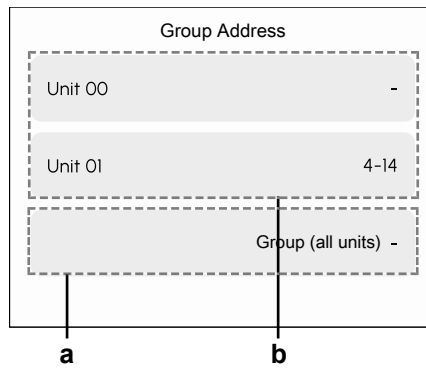 Group Address
Unit 00 -
Unit 01 4-14
Group (all units) -
a b